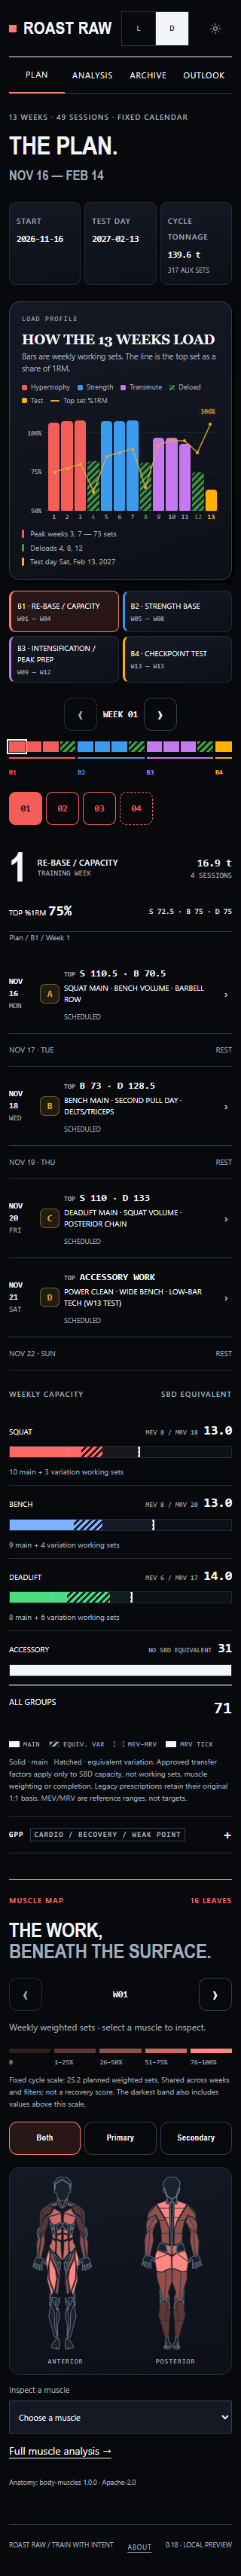 ROAST RAW
L
D
PLAN
ANALYSIS
ARCHIVE
OUTLOOK
13 WEEKS · 49 SESSIONS · FIXED CALENDAR
THE PLAN.
NOV 16 — FEB 14
START
2026-11-16
TEST DAY
2027-02-13
CYCLE
TONNAGE
139.6 t
317 AUX SETS
LOAD PROFILE
HOW THE 13 WEEKS LOAD
Bars are weekly working sets. The line is the top set as a
share of 1RM.
Hypertrophy
Strength
Transmute
Deload
Test
Top set %1RM
106%
100%
75%
50%
1 2 3 4 5 6 7 8 9 10 11 12 13
Peak weeks 3, 7 — 73 sets
Deloads 4, 8, 12
Test day Sat, Feb 13, 2027
B1 · RE-BASE / CAPACITY
W01 — W04
B2 · STRENGTH BASE
W05 — W08
B3 · INTENSIFICATION /
PEAK PREP
W09 — W12
B4 · CHECKPOINT TEST
W13 — W13
‹
WEEK 01
›
B1
B2
B3
B4
01
02
03
04
1
RE-BASE / CAPACITY
TRAINING WEEK
16.9 t
4 SESSIONS
TOP %1RM 75%
S 72.5 · B 75 · D 75
Plan / B1 / Week 1
NOV
16
MON
A
TOP S 110.5 · B 70.5
SQUAT MAIN · BENCH VOLUME · BARBELL
ROW
SCHEDULED
›
NOV 17 · TUE
REST
NOV
18
WED
B
TOP B 73 · D 128.5
BENCH MAIN · SECOND PULL DAY ·
DELTS/TRICEPS
SCHEDULED
›
NOV 19 · THU
REST
NOV
20
FRI
C
TOP S 110 · D 133
DEADLIFT MAIN · SQUAT VOLUME ·
POSTERIOR CHAIN
SCHEDULED
›
NOV
21
SAT
D
TOP ACCESSORY WORK
POWER CLEAN · WIDE BENCH · LOW-BAR
TECH (W13 TEST)
SCHEDULED
›
NOV 22 · SUN
REST
WEEKLY CAPACITY
SBD EQUIVALENT
SQUAT
MEV 8 / MRV 18 13.0
10 main + 3 variation working sets
BENCH
MEV 8 / MRV 20 13.0
9 main + 4 variation working sets
DEADLIFT
MEV 6 / MRV 17 14.0
8 main + 6 variation working sets
ACCESSORY
NO SBD EQUIVALENT 31
ALL GROUPS
71
MAIN
EQUIV. VAR
MEV–MRV
MRV TICK
Solid · main Hatched · equivalent variation. Approved transfer
factors apply only to SBD capacity, not working sets, muscle
weighting or completion. Legacy prescriptions retain their original
1:1 basis. MEV/MRV are reference ranges, not targets.
GPP
CARDIO / RECOVERY / WEAK POINT
+
MUSCLE MAP
16 LEAVES
THE WORK,
BENEATH THE SURFACE.
‹
W01
›
Weekly weighted sets · select a muscle to inspect.
0
1–25%
26–50%
51–75%
76–100%
Fixed cycle scale: 25.2 planned weighted sets. Shared across weeks
and filters; not a recovery score. The darkest band also includes
values above this scale.
Both
Primary
Secondary
ANTERIOR
POSTERIOR
Inspect a muscle
Choose a muscle
Full muscle analysis →
Anatomy: body-muscles 1.0.0 · Apache-2.0
ROAST RAW / TRAIN WITH INTENT
ABOUT
0.18 · LOCAL PREVIEW